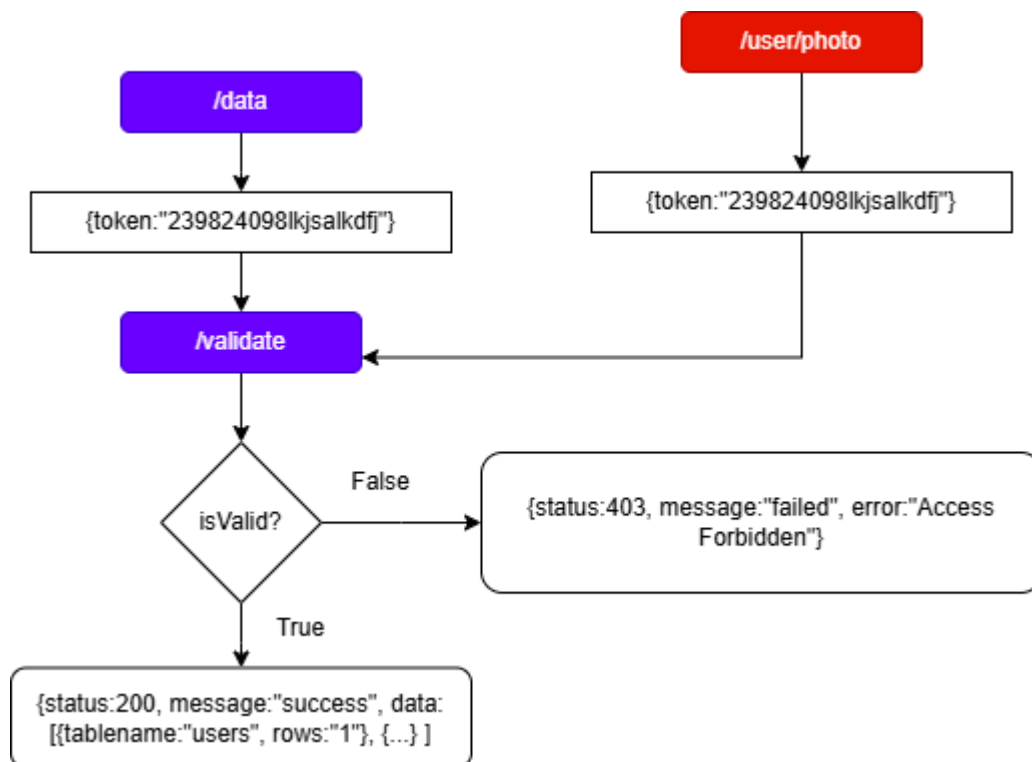 /user/photo
/data
{token:"239824098lkjsalkdfj"}
{token:"239824098lkjsalkdfj"}
/validate
False
isValid?
{status:403, message:"failed", error:"Access
Forbidden"}
True
{status:200, message:"success", data:
[{tablename:"users", rows:"1"}, {...} ]